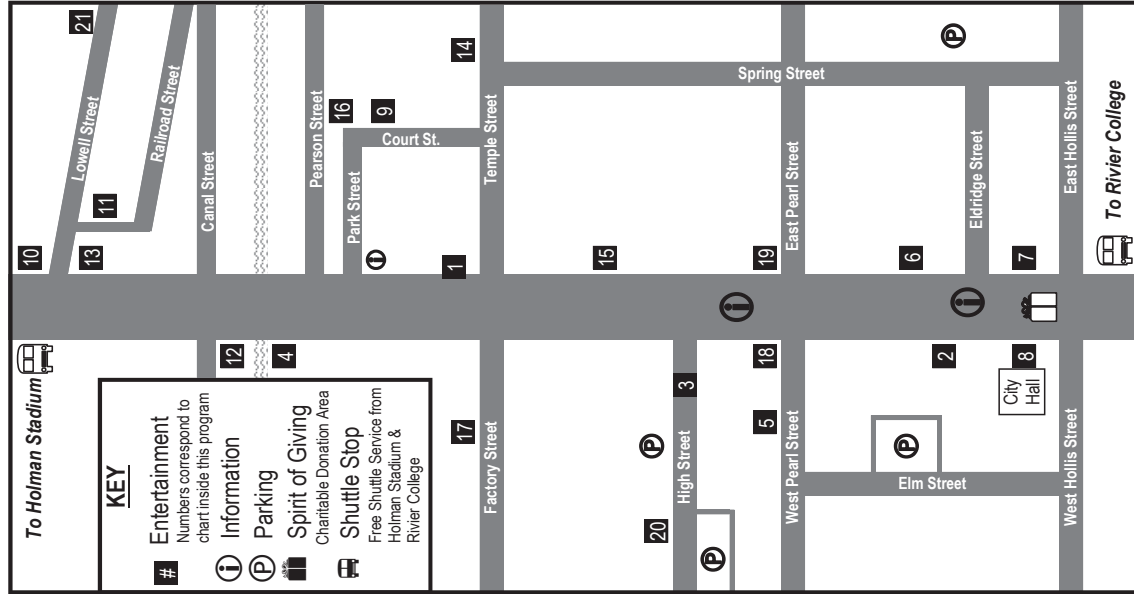 To Holman Stadium
KEY
#
Entertainment
Numbers correspond to
chart inside this program
i
Information
P
Parking
Spirit of Giving
Charitable Donation Area
Shuttle Stop
Free Shuttle Service from
Holman Stadium &
Rivier College
21
Lowell Street
Railroad Street
10
13
11
Canal Street
12
4
Pearson Street
16
9
14
Park Street
Court St.
i
1
Temple Street
17
Factory Street
15
Spring Street
P
3
High Street
20
P
i
18
19
5
West Pearl Street
East Pearl Street
6
P
Eldridge Street
i
2
P
Elm Street
7
8
City
Hall
West Hollis Street
East Hollis Street
To Rivier College